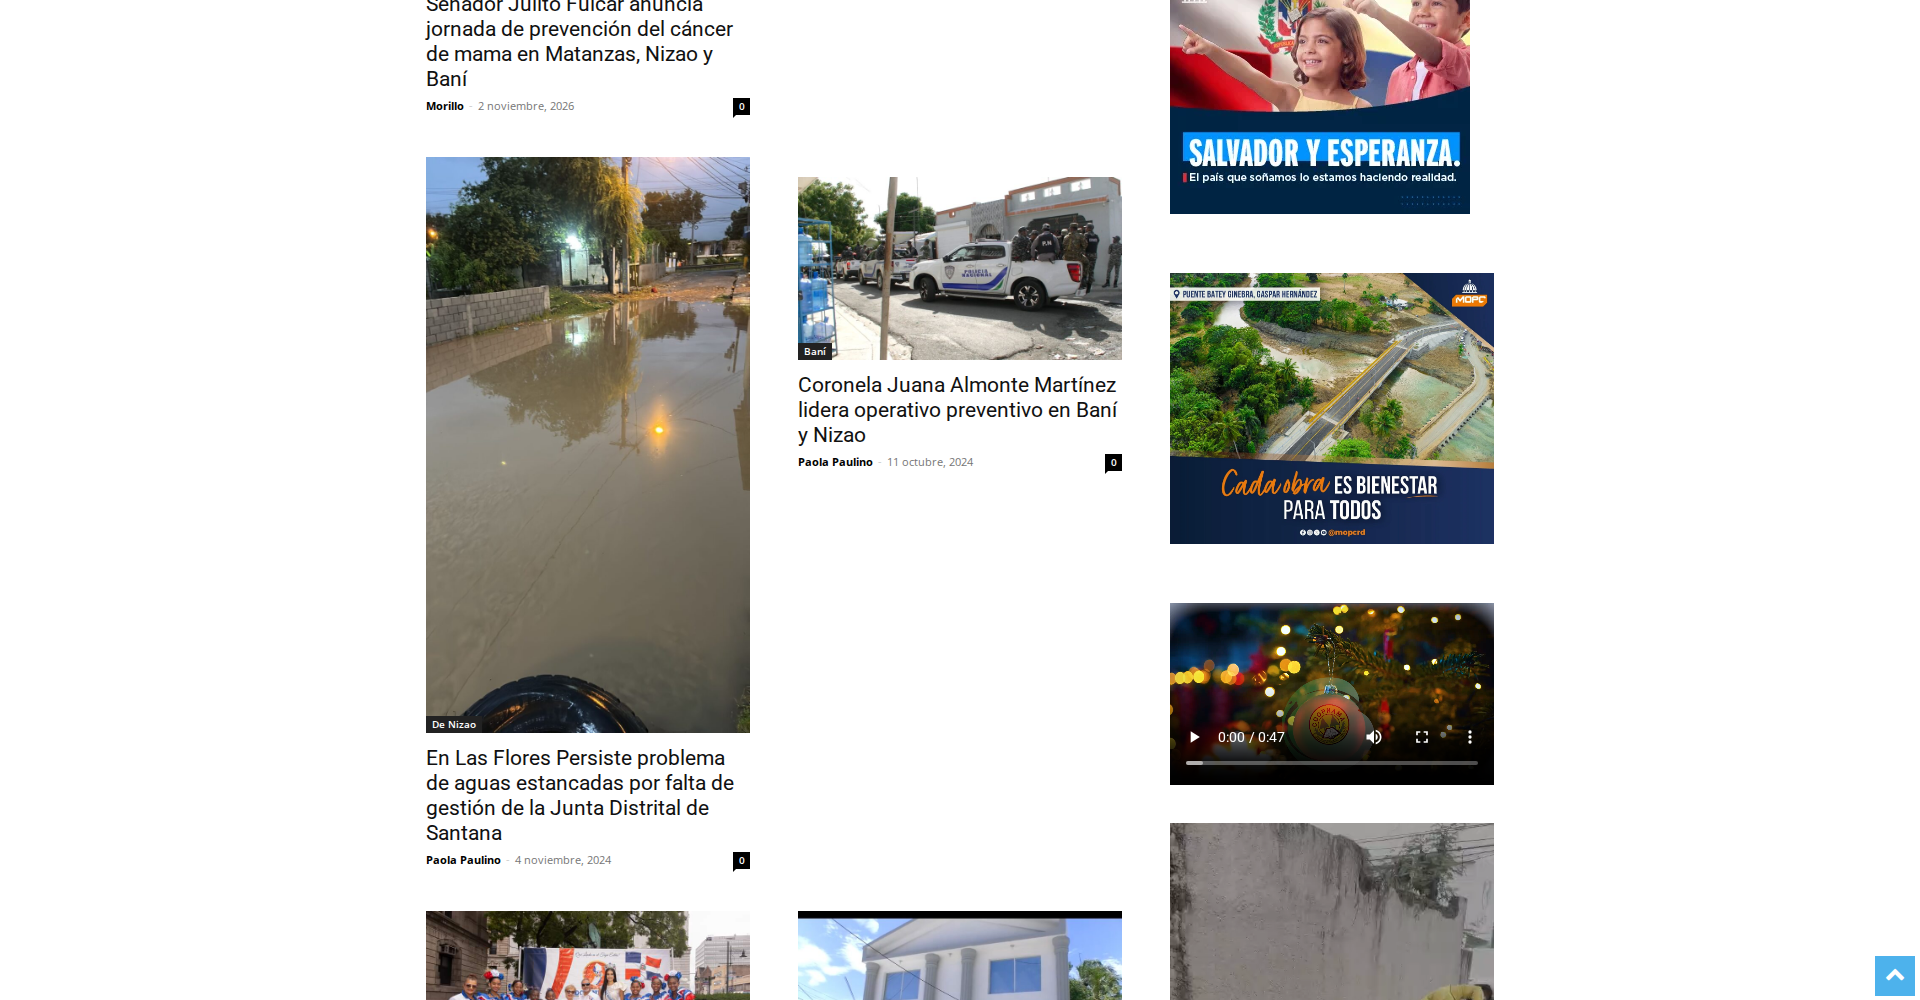 Senador Julito Fulcar anuncia
jornada de prevención del cáncer
de mama en Matanzas, Nizao y
Baní
Morillo - 2 noviembre, 2026
0
De Nizao
En Las Flores Persiste problema
de aguas estancadas por falta de
gestión de la Junta Distrital de
Santana
Paola Paulino - 4 noviembre, 2024
0
POLICIA
NACIONAL
Baní
Coronela Juana Almonte Martínez
lidera operativo preventivo en Baní
y Nizao
Paola Paulino - 11 octubre, 2024
0
SALVADOR Y ESPERANZA.
El país que soñamos lo estamos haciendo realidad.
PUENTE BATEY GINEBRA, GASPAR HERNÁNDEZ
MOPC
Cada obra ES BIENESTAR
PARA TODOS
@mopcrd
0:00 / 0:47